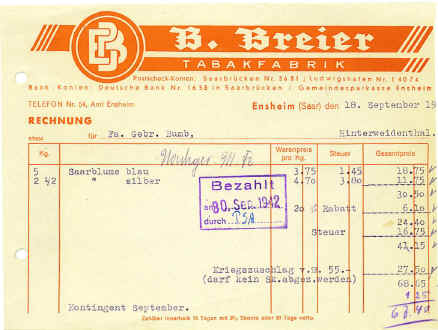 B. Breier
TABAKFABRIK
Postscheck-Konten: Saarbrücken Nr. 5681, Ludwigshafen Nr. 14074
Bank-Konten: Deutsche Bank Nr. 1638 in Saarbrücken / Gemeindesparkasse Ensheim
TELEFON Nr. 54, Amt Ensheim
Ensheim (Saar) den 18. September 19
RECHNUNG
für Fa. Gebr. Bumb, Hinterweidenthal.
Kg. Warenpreis pro Kg. Steuer Gesamtpreis
5 Saarblume blau 3.75 1.45 18.75
2 1/2 " silber 4.70 3.80 11.75
30.50
20 % Rabatt 6.10
24.40
Steuer 16.75
41.15
Bezahlt
am 30. Sep. 1942
durch
Kriegszuschlag v.R 55.- 27.50
(darf kein Sk.abgez.werden) 68.65
1 25
Kontingent September.
Zahlbar innerhalb 10 Tagen mit 2% Skonto oder 30 Tage netto